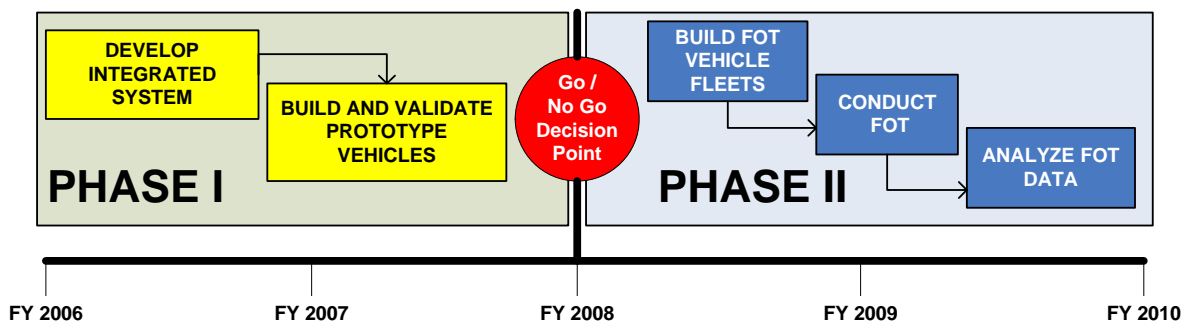 DEVELOP
INTEGRATED
SYSTEM
BUILD AND VALIDATE
PROTOTYPE
VEHICLES
PHASE I
Go /
No Go
Decision
Point
BUILD FOT
VEHICLE
FLEETS
CONDUCT
FOT
ANALYZE FOT
DATA
PHASE II
FY 2006
FY 2007
FY 2008
FY 2009
FY 2010